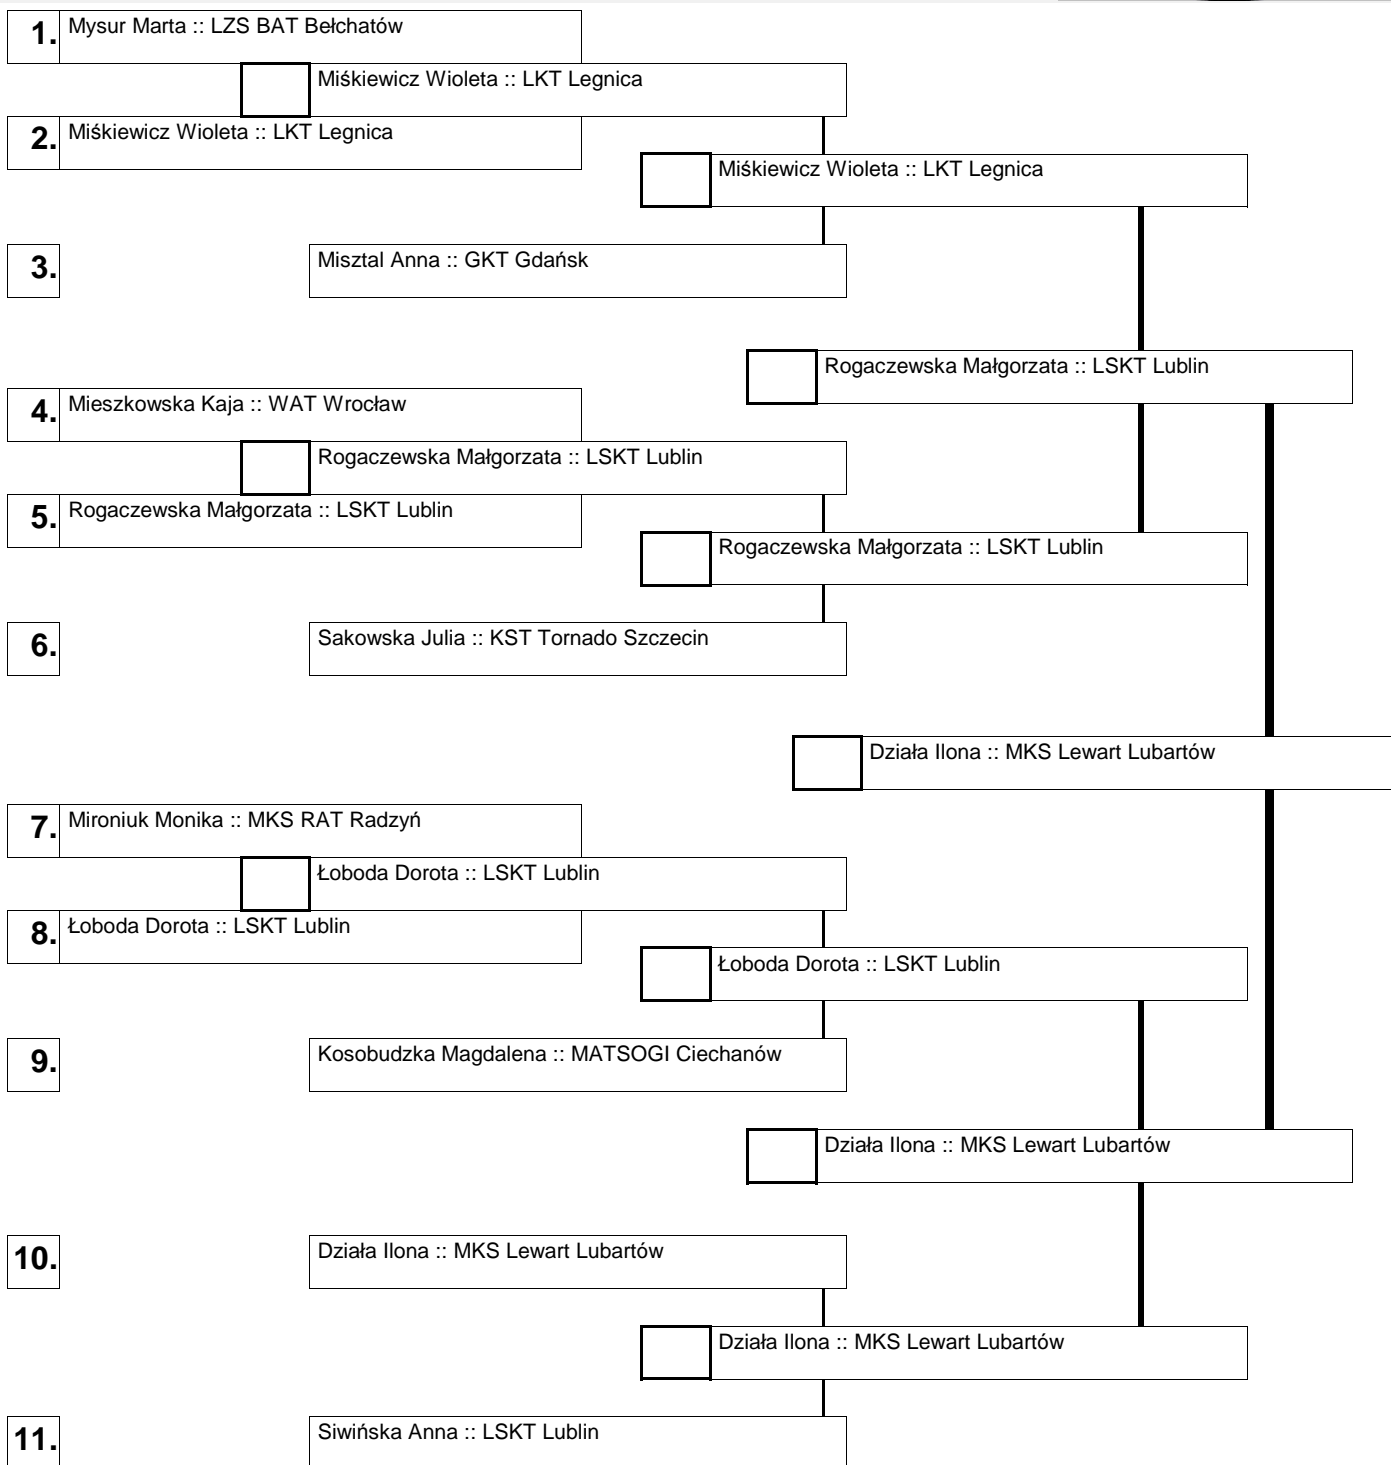 1. Mysur Marta :: LZS BAT Bełchatów
Miśkiewicz Wioleta :: LKT Legnica
2. Miśkiewicz Wioleta :: LKT Legnica
Miśkiewicz Wioleta :: LKT Legnica
3. Misztal Anna :: GKT Gdańsk
Rogaczewska Małgorzata :: LSKT Lublin
4. Mieszkowska Kaja :: WAT Wrocław
Rogaczewska Małgorzata :: LSKT Lublin
5. Rogaczewska Małgorzata :: LSKT Lublin
Rogaczewska Małgorzata :: LSKT Lublin
6. Sakowska Julia :: KST Tornado Szczecin
Działa Ilona :: MKS Lewart Lubartów
7. Mironiuk Monika :: MKS RAT Radzyń
Łoboda Dorota :: LSKT Lublin
8. Łoboda Dorota :: LSKT Lublin
Łoboda Dorota :: LSKT Lublin
9. Kosobudzka Magdalena :: MATSOGI Ciechanów
Działa Ilona :: MKS Lewart Lubartów
10. Działa Ilona :: MKS Lewart Lubartów
Działa Ilona :: MKS Lewart Lubartów
11. Siwińska Anna :: LSKT Lublin